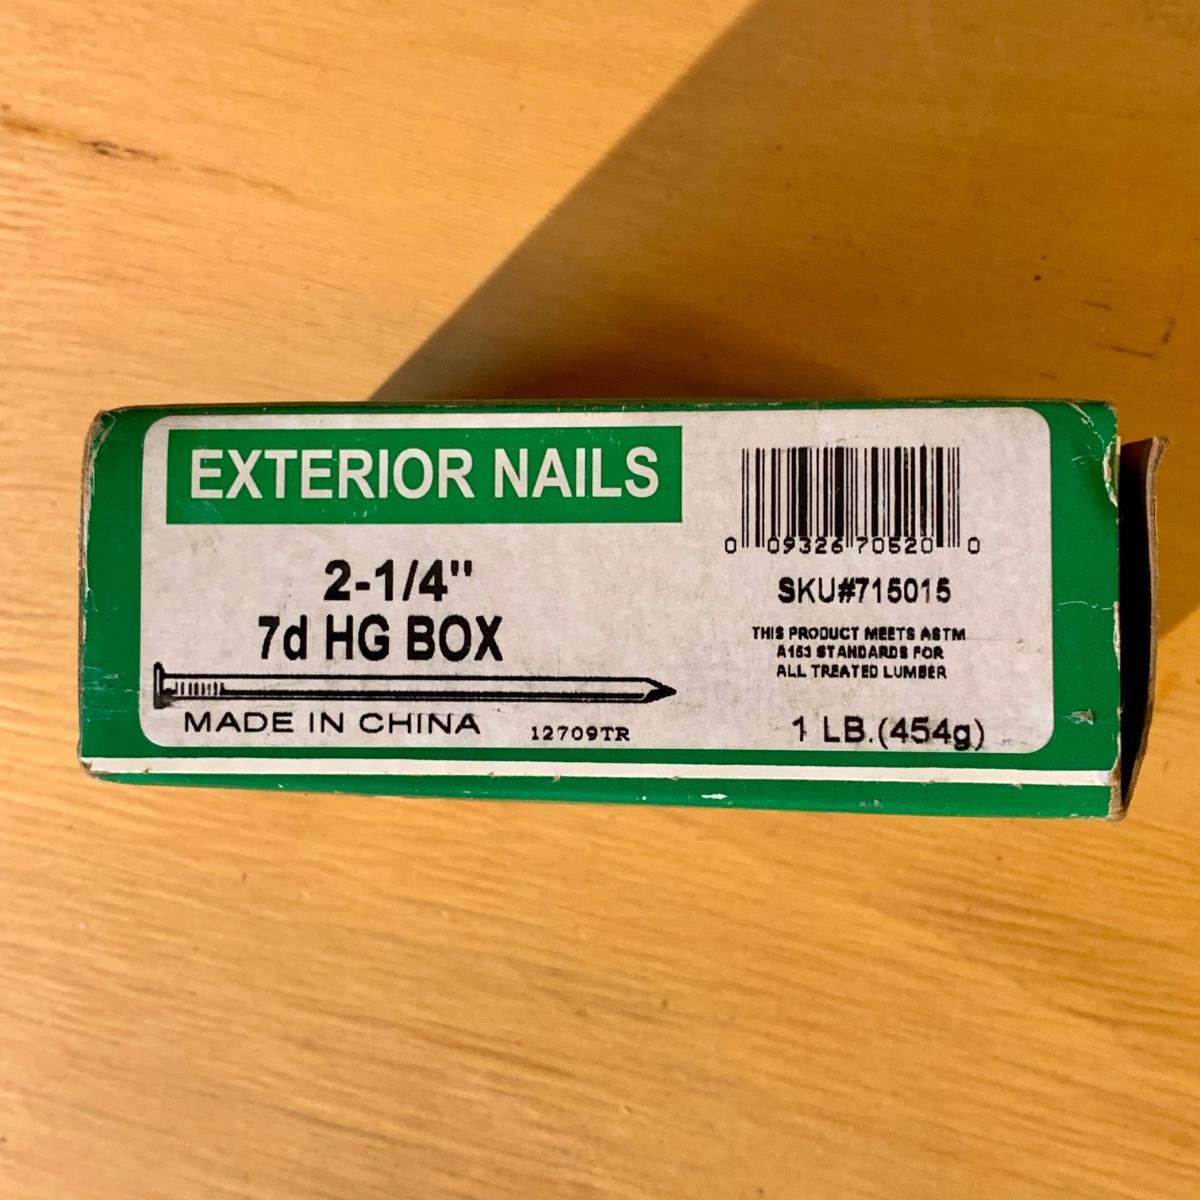 EXTERIOR NAILS
2-1/4"
7d HG BOX
MADE IN CHINA
12709TR
0 09326 70520 0
SKU#715015
THIS PRODUCT MEETS ASTM
A153 STANDARDS FOR
ALL TREATED LUMBER
1 LB.(454g)